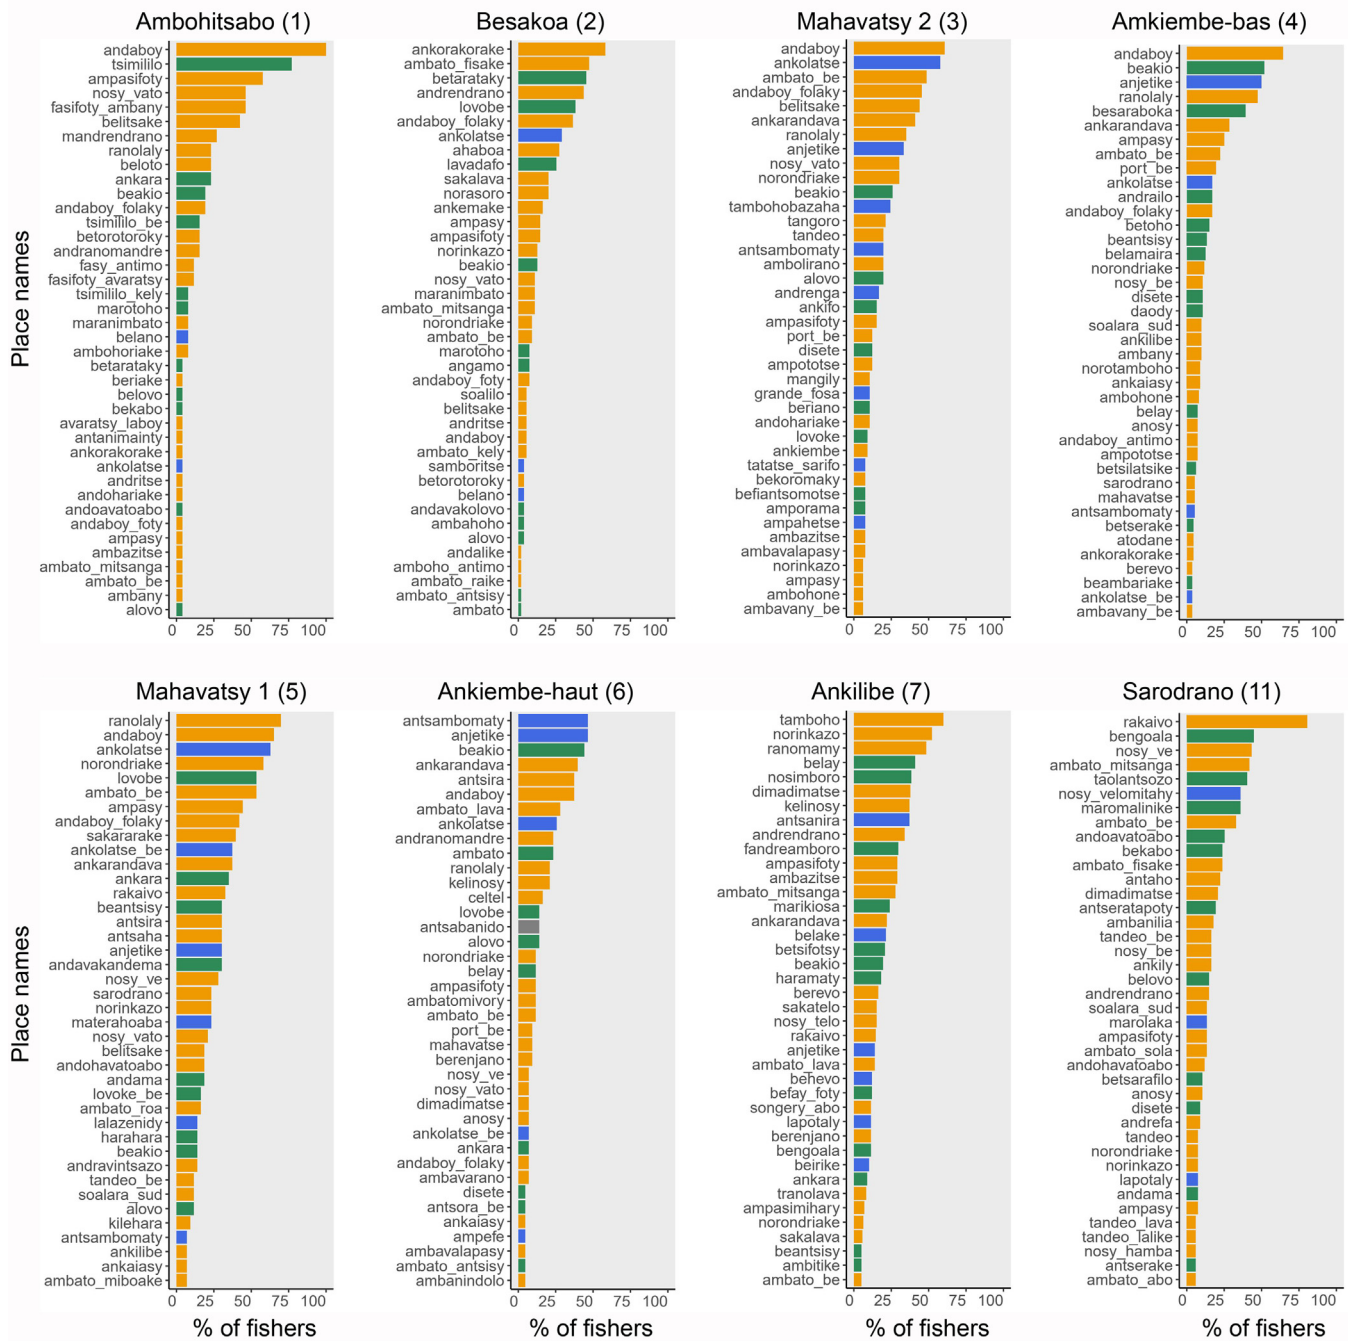 Ambohitsabo (1)
andaboy
tsimililo
ampasifoty
nosy_vato
fasifoty_ambany
belitsake
mandrendrano
ranolaly
beloto
ankara
beakio
andaboy_folaky
tsimililo_be
betorotoroky
andranomandre
fasy_antimo
fasifoty_avaratsy
tsimililo_kely
marotoho
maranimbato
belano
ambohoriake
betarataky
beriake
belovo
bekabo
avaratsy_laboy
antanimainty
ankorakorake
ankolatse
andritse
andohariake
andoavatoabo
andaboy_foty
ampasy
ambazitse
ambato_mitsanga
ambato_be
ambany
alovo
0 25 50 75 100
Besakoa (2)
ankorakorake
ambato_fisake
betarataky
andrendrano
lovobe
andaboy_folaky
ankolatse
ahaboa
lavadafo
sakalava
norasoro
ankemake
ampasy
ampasifoty
norinkazo
beakio
nosy_vato
maranimbato
ambato_mitsanga
norondriake
ambato_be
marotoho
angamo
andaboy_foty
soalilo
belitsake
andritse
andaboy
ambato_kely
samboritse
betorotoroky
belano
andavakolovo
ambahoho
alovo
andalike
amboho_antimo
ambato_raike
ambato_antsisy
ambato
0 25 50 75 100
Mahavatsy 2 (3)
andaboy
ankolatse
ambato_be
andaboy_folaky
belitsake
ankarandava
ranolaly
anjetike
nosy_vato
norondriake
beakio
tambohobazaha
tangoro
tandeo
antsambomaty
ambolirano
alovo
andrenga
ankifo
ampasifoty
port_be
disete
ampototse
mangily
grande_fosa
beriano
andohariake
lovoke
ankiembe
tatatse_sarifo
bekoromaky
befiantsomotse
amporama
ampahetse
ambazitse
ambavalapasy
norinkazo
ampasy
ambohone
ambavany_be
0 25 50 75 100
Amkiembe-bas (4)
andaboy
beakio
anjetike
ranolaly
besaraboka
ankarandava
ampasy
ambato_be
port_be
ankolatse
andrailo
andaboy_folaky
betoho
beantsisy
belamaira
norondriake
nosy_be
disete
daody
soalara_sud
ankilibe
ambany
norotamboho
ankaiasy
ambohone
belay
anosy
andaboy_antimo
ampototse
betsilatsike
sarodrano
mahavatse
antsambomaty
betserake
atodane
ankorakorake
berevo
beambariake
ankolatse_be
ambavany_be
0 25 50 75 100
Place names
Mahavatsy 1 (5)
ranolaly
andaboy
ankolatse
norondriake
lovobe
ambato_be
ampasy
andaboy_folaky
sakararake
ankolatse_be
ankarandava
ankara
rakaivo
beantsisy
antsira
antsaha
anjetike
andavakandema
nosy_ve
sarodrano
norinkazo
materahoaba
nosy_vato
belitsake
andohavatoabo
andama
lovoke_be
ambato_roa
lalazenidy
harahara
beakio
andravintsazo
tandeo_be
soalara_sud
alovo
kilehara
antsambomaty
ankilibe
ankaiasy
ambato_miboake
0 25 50 75 100
% of fishers
Ankiembe-haut (6)
antsambomaty
anjetike
beakio
ankarandava
antsira
andaboy
ambato_lava
ankolatse
andranomandre
ambato
ranolaly
kelinosy
celtel
lovobe
antsabanido
alovo
norondriake
belay
ampasifoty
ambatomivory
ambato_be
port_be
mahavatse
berenjano
nosy_ve
nosy_vato
dimadimatse
anosy
ankolatse_be
ankara
andaboy_folaky
ambavarano
disete
antsora_be
ankaiasy
ampefe
ambavalapasy
ambato_antsisy
ambanindolo
0 25 50 75 100
% of fishers
Ankilibe (7)
tamboho
norinkazo
ranomamy
belay
nosimboro
dimadimatse
kelinosy
antsanira
andrendrano
fandreamboro
ampasifoty
ambazitse
ambato_mitsanga
marikiosa
ankarandava
belake
betsifotsy
beakio
haramaty
berevo
sakatelo
nosy_telo
rakaivo
anjetike
ambato_lava
behevo
befay_foty
songery_abo
lapotaly
berenjano
bengoala
beirike
ankara
tranolava
ampasimihary
norondriake
sakalava
beantsisy
ambitike
ambato_be
0 25 50 75 100
% of fishers
Sarodrano (11)
rakaivo
bengoala
nosy_ve
ambato_mitsanga
taolantsozo
nosy_velomitahy
maromalinike
ambato_be
andoavatoabo
bekabo
ambato_fisake
antaho
dimadimatse
antseratapoty
ambanilia
tandeo_be
nosy_be
ankily
belovo
andrendrano
soalara_sud
marolaka
ampasifoty
ambato_sola
andohavatoabo
betsarafilo
anosy
disete
andrefa
tandeo
norondriake
norinkazo
lapotaly
andama
ampasy
tandeo_lava
tandeo_lalike
nosy_hamba
antserake
ambato_abo
0 25 50 75 100
% of fishers
Place names